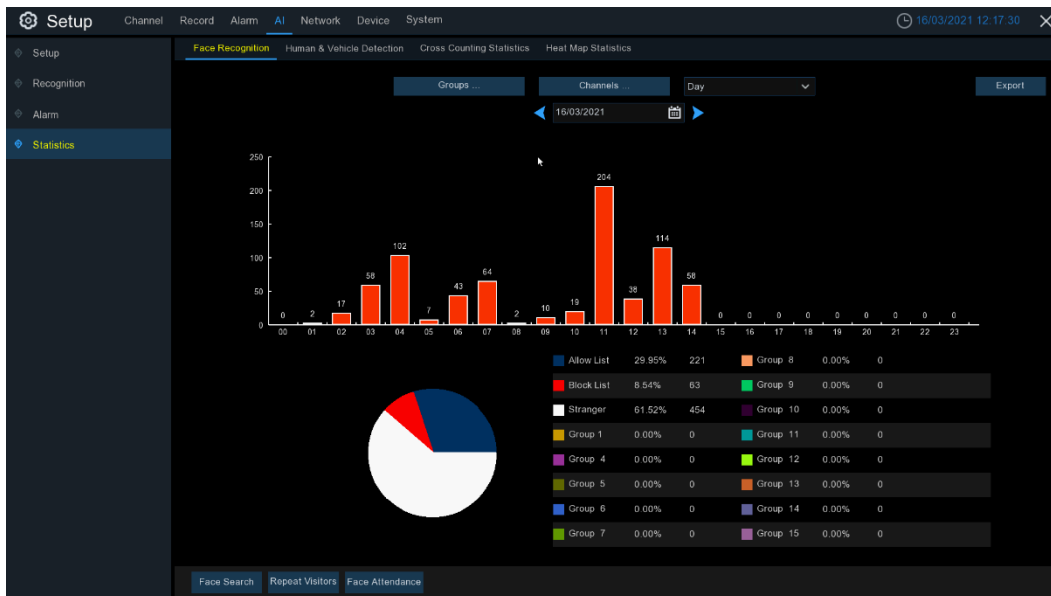 Setup Channel Record Alarm AI Network Device System 16/03/2021 12:17:30
Setup
Recognition
Alarm
Statistics
Face Recognition Human & Vehicle Detection Cross Counting Statistics Heat Map Statistics
Groups ... Channels ... Day Export
16/03/2021
250
200
150
100
50
0
0 2 17 58 102 7 43 64 2 10 19 204 38 114 58 0 0 0 0 0 0 0 0 0
00 01 02 03 04 05 06 07 08 09 10 11 12 13 14 15 16 17 18 19 20 21 22 23
Allow List 29.95% 221 Group 8 0.00% 0
Block List 8.54% 63 Group 9 0.00% 0
Stranger 61.52% 454 Group 10 0.00% 0
Group 1 0.00% 0 Group 11 0.00% 0
Group 4 0.00% 0 Group 12 0.00% 0
Group 5 0.00% 0 Group 13 0.00% 0
Group 6 0.00% 0 Group 14 0.00% 0
Group 7 0.00% 0 Group 15 0.00% 0
Face Search Repeat Visitors Face Attendance